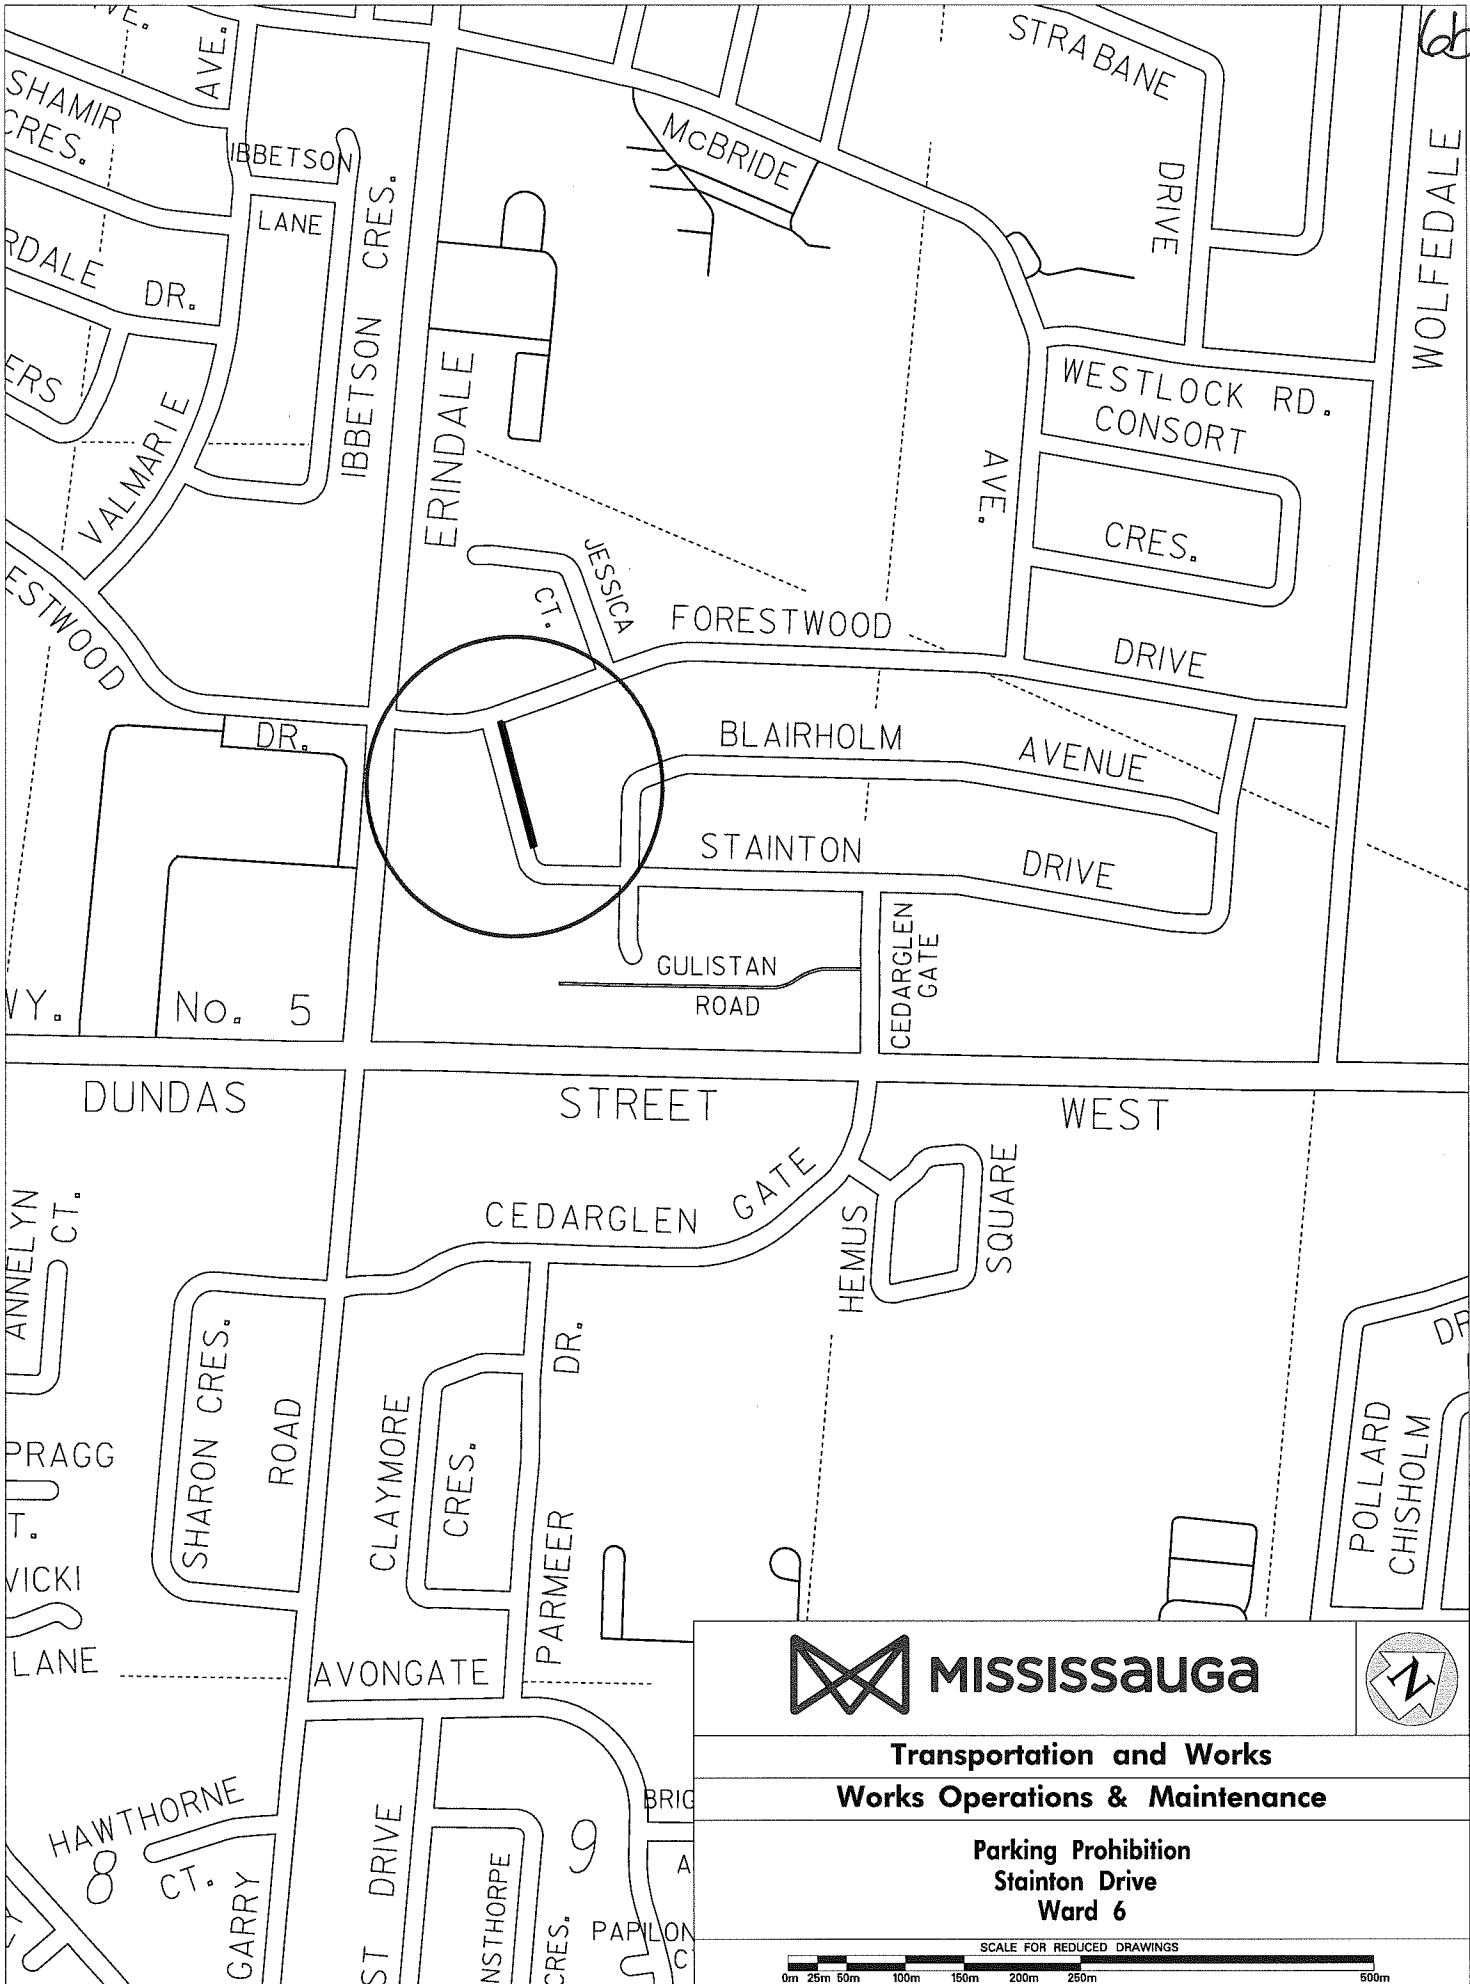 VE.
AVE.
STRABANE
DRIVE
WOLFEDALE
SHAMIR
CRES.
IBBETSON
LANE
IBBETSON CRES.
McBRIDE
RDALE DR.
ERS
VALMARIE
ERINDALE
WESTLOCK RD.
CONSORT
CRES.
AVE.
JESSICA
CT.
FORESTWOOD
DRIVE
ESTWOOD
DR.
BLAIRHOLM AVENUE
STAINTON DRIVE
CEDARGLEN
GATE
GULISTAN
ROAD
WY. No. 5
DUNDAS STREET WEST
CEDARGLEN GATE
HEMUS
SQUARE
ANNELYN
CT.
SHARON CRES.
ROAD
CLAYMORE
CRES.
DR.
PARMEER
DR
POLLARD
CHISHOLM
PRAGG
T.
VICKI
LANE
AVONGATE
HAWTHORNE
CT.
8
GARRY
ST DRIVE
NSTHORPE
CRES.
9
BRIG
A
PAPILON
C
MISSISSAUGA
N
Transportation and Works
Works Operations & Maintenance
Parking Prohibition
Stainton Drive
Ward 6
SCALE FOR REDUCED DRAWINGS
0m 25m 50m 100m 150m 200m 250m 500m